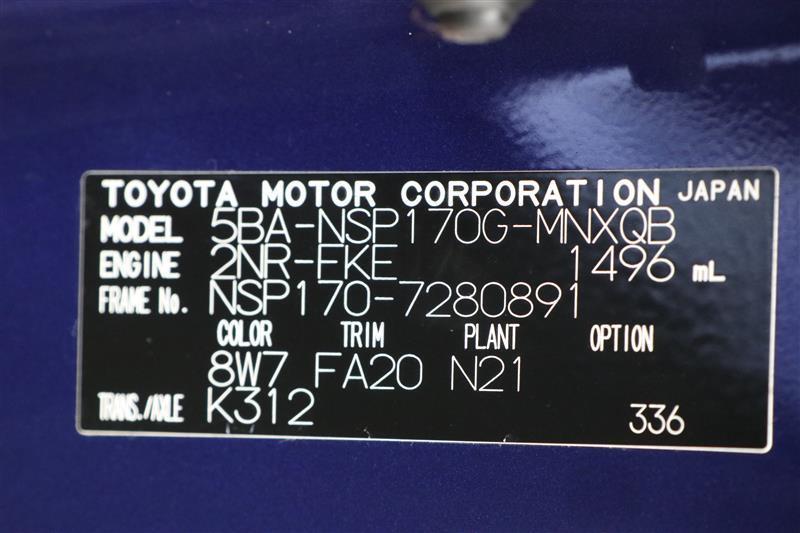 TOYOTA MOTOR CORPORATION JAPAN
MODEL 5BA-NSP170G-MNXQB
ENGINE 2NR-FKE 1496 mL
FRAME No. NSP170-7280891
COLOR TRIM PLANT OPTION
8W7 FA20 N21
TRANS./AXLE K312 336